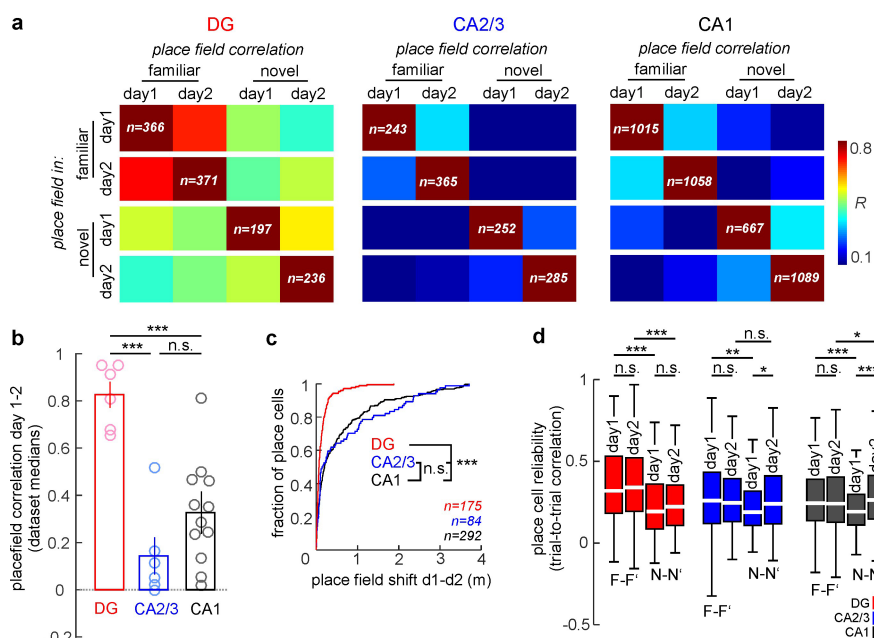 a
DG CA2/3 CA1
place field correlation place field correlation place field correlation
familiar novel familiar novel familiar novel
day1 day2 day1 day2 day1 day2 day1 day2 day1 day2 day1 day2
place field in:
familiar
novel
day1
day2
day1
day2
n=366 n=243 n=1015
n=371 n=365 n=1058
n=197 n=252 n=667
n=236 n=285 n=1089
0.8
R
0.1
b
*** 
*** n.s.
placefield correlation day 1-2
(dataset medians)
1
0.8
0.6
0.4
0.2
0
0.2
DG CA2/3 CA1
c
fraction of place cells
1
0.8
0.6
0.4
0.2
0 2 4
DG
CA2/3
CA1
n.s. ***
n=175
n=84
n=292
place field shift d1-d2 (m)
d
*** n.s. *
*** ** ***
n.s. n.s. n.s. * n.s. ***
place cell reliability
(trial-to-trial correlation)
1
0.5
0
-0.5
day1 day2 day1 day2 day1 day2 day1 day2 day1 day2 day1
F-F' N-N' F-F' N-N' F-F' N-N
DG
CA2/3
CA1